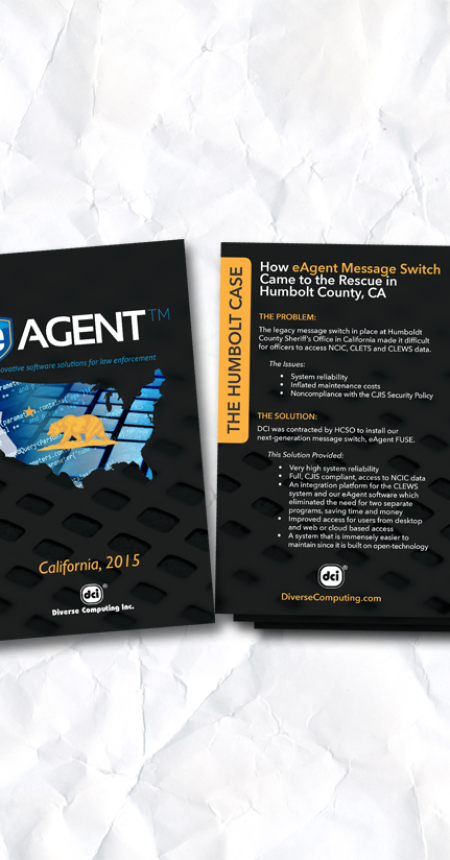 e AGENT™
novative software solutions for law enforcement
California, 2015
dci®
Diverse Computing Inc.
THE HUMBOLT CASE
How eAgent Message Switch
Came to the Rescue in
Humbolt County, CA
THE PROBLEM:
The legacy message switch in place at Humboldt
County Sheriff's Office in California made it difficult
for officers to access NCIC, CLETS and CLEWS data.
The Issues:
• System reliability
• Inflated maintenance costs
• Noncompliance with the CJIS Security Policy
THE SOLUTION:
DCI was contracted by HCSO to install our
next-generation message switch, eAgent FUSE.
This Solution Provided:
• Very high system reliability
• Full, CJIS compliant, access to NCIC data
• An integration platform for the CLEWS
system and our eAgent software which
eliminated the need for two separate
programs, saving time and money
• Improved access for users from desktop
and web or cloud based access
• A system that is immensely easier to
maintain since it is built on open-technology
dci®
DiverseComputing.com